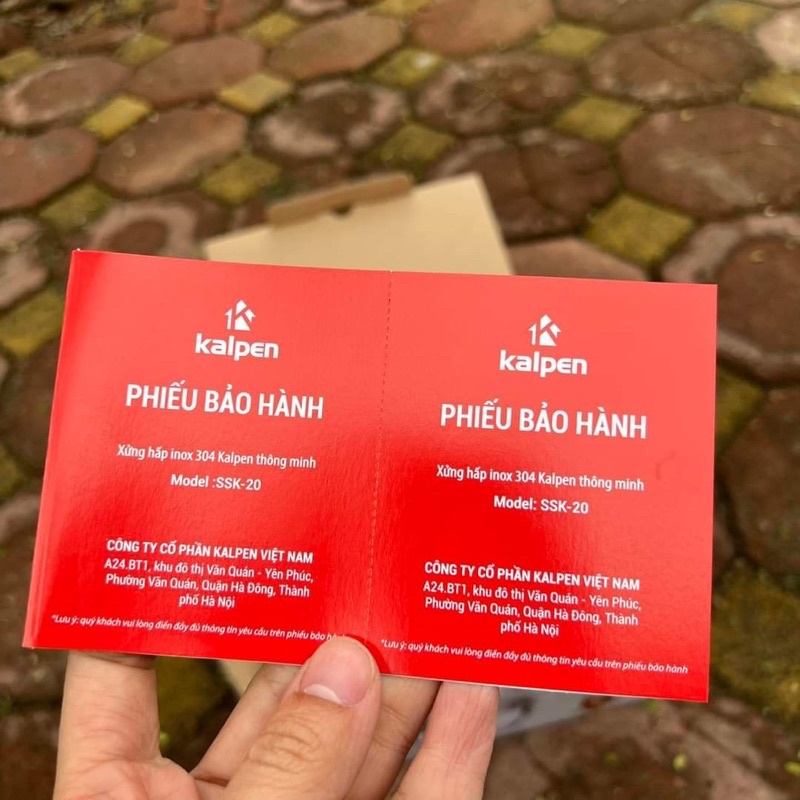 kalpen
PHIẾU BẢO HÀNH
Xửng hấp inox 304 Kalpen thông minh
Model :SSK-20
CÔNG TY CỔ PHẦN KALPEN VIỆT NAM
A24.BT1, khu đô thị Văn Quán - Yên Phúc,
Phường Văn Quán, Quận Hà Đông, Thành
phố Hà Nội
*Lưu ý: quý khách vui lòng điền đầy đủ thông tin yêu cầu trên phiếu bảo
kalpen
PHIẾU BẢO HÀNH
Xửng hấp inox 304 Kalpen thông minh
Model: SSK-20
CÔNG TY CỔ PHẦN KALPEN VIỆT NAM
A24.BT1, khu đô thị Văn Quán - Yên Phúc,
Phường Văn Quán, Quận Hà Đông, Thành
phố Hà Nội
*Lưu ý: quý khách vui lòng điền đầy đủ thông tin yêu cầu trên phiếu bảo hành